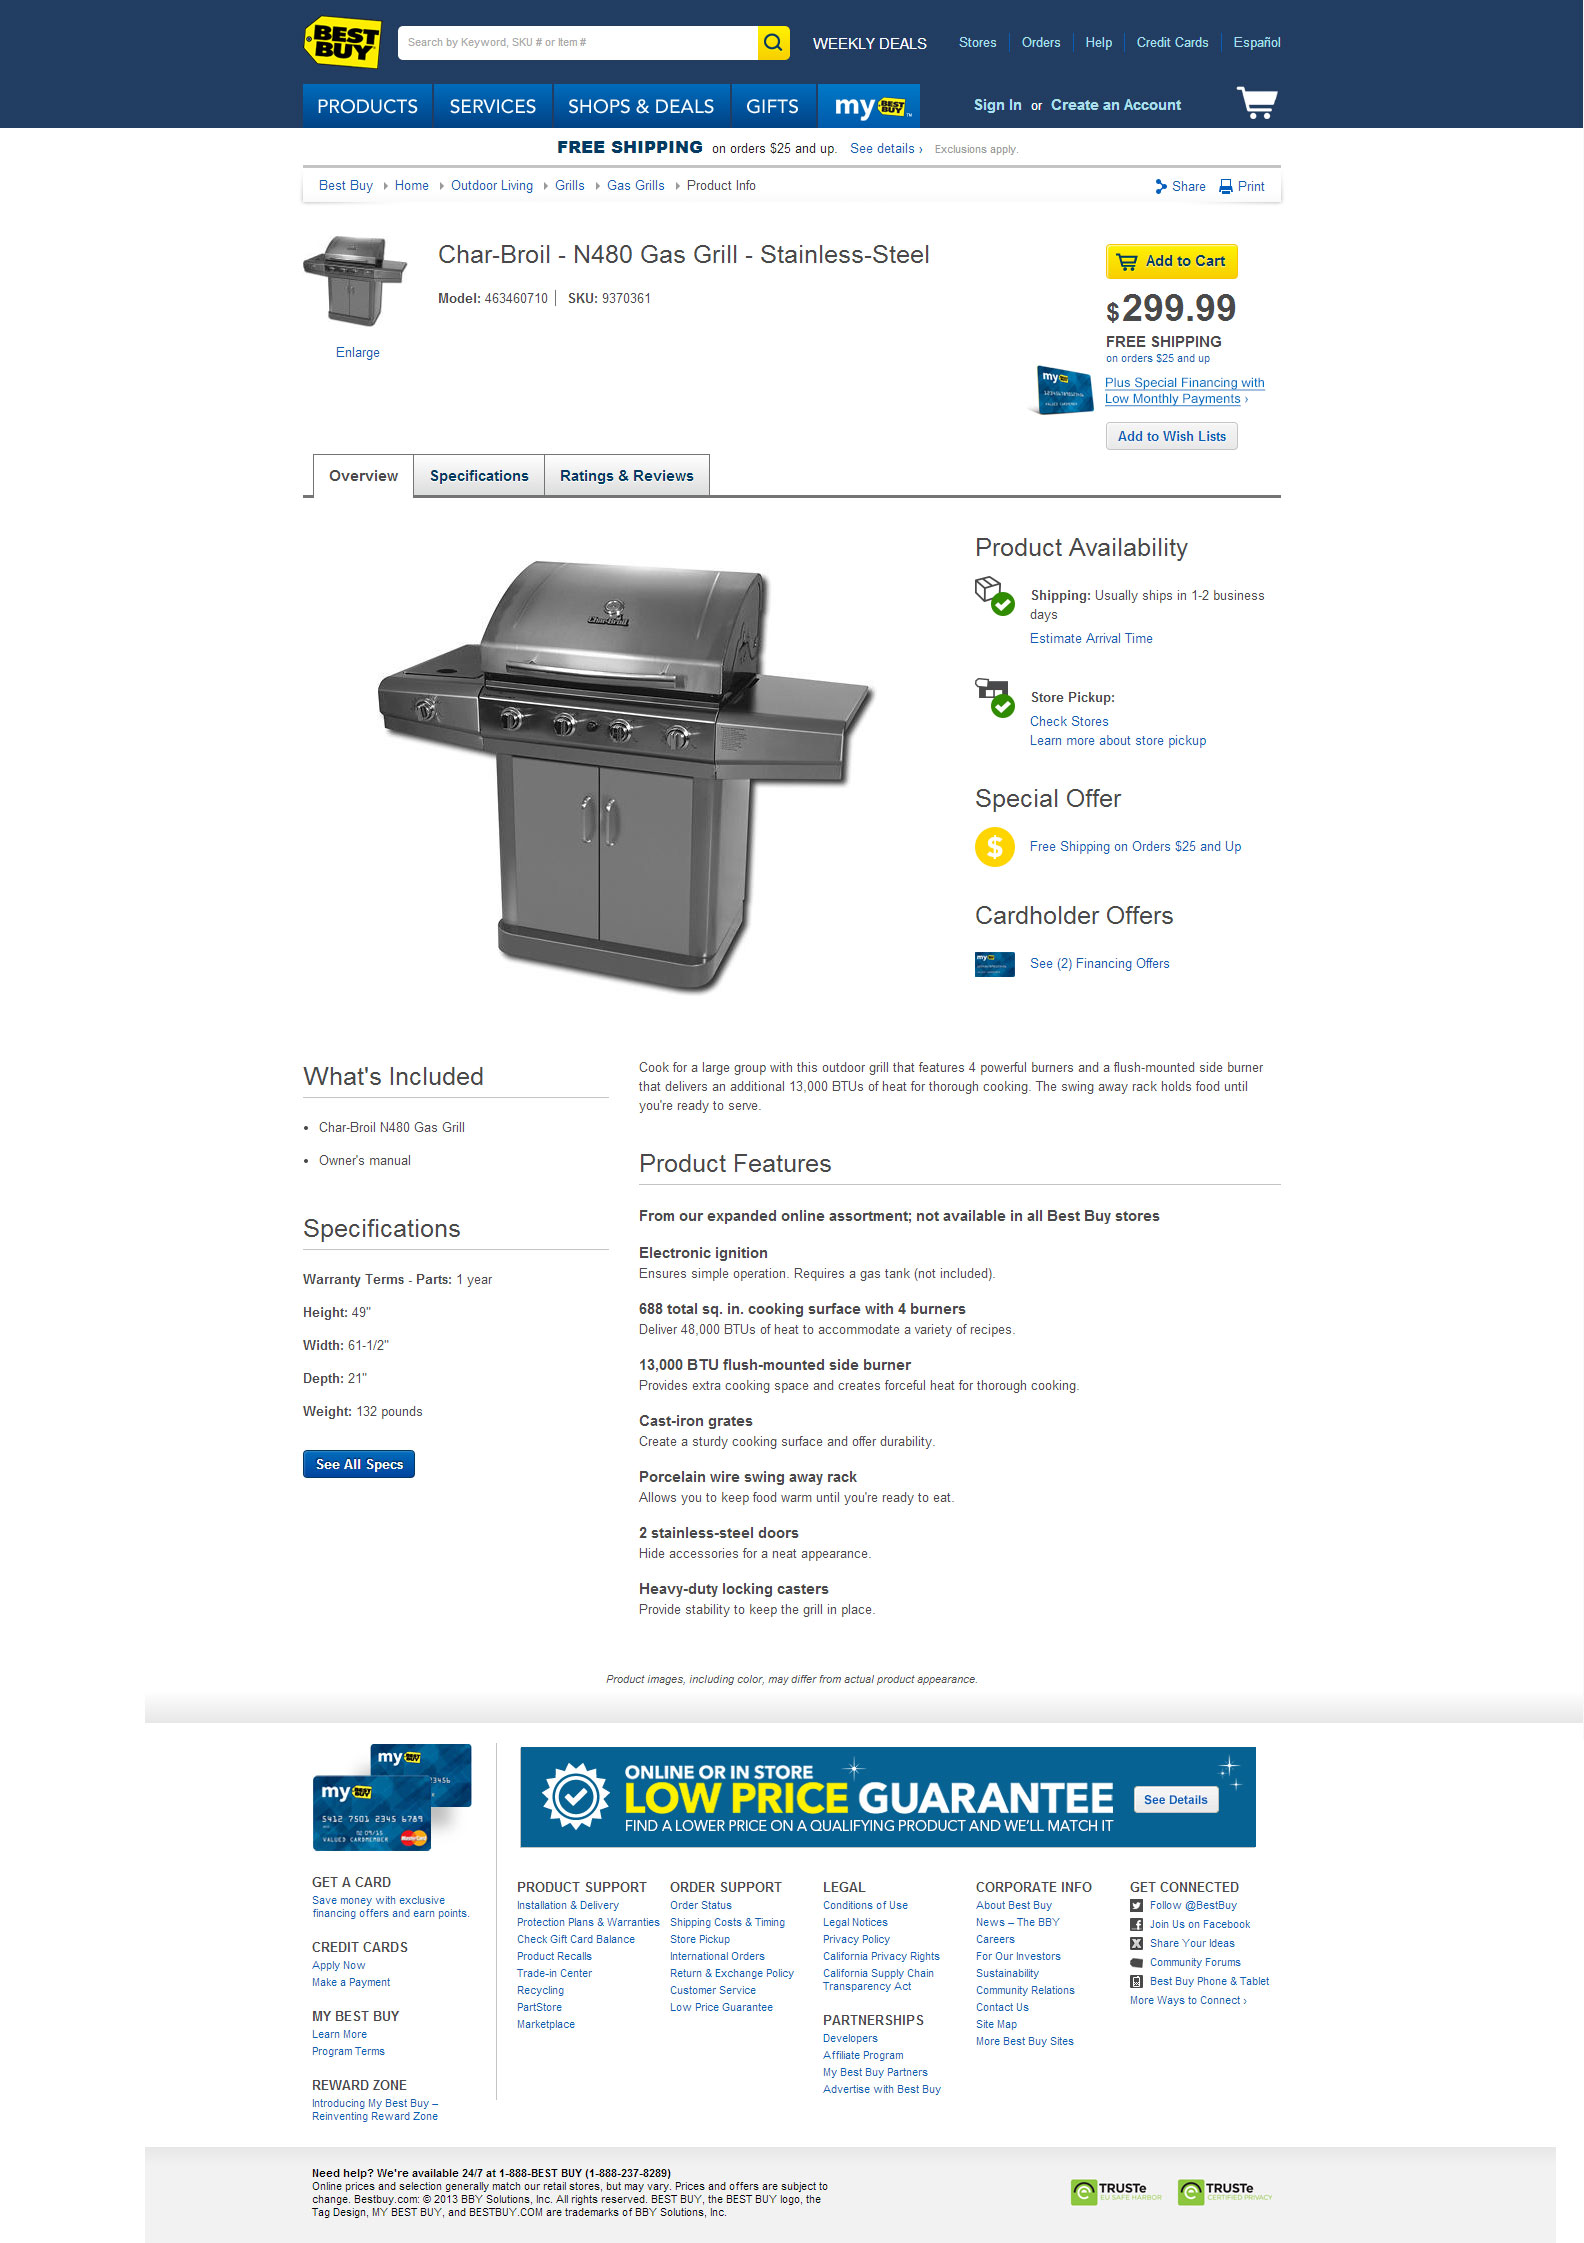 BEST BUY
Search by Keyword, SKU # or Item #
WEEKLY DEALS
Stores
Orders
Help
Credit Cards
Español
PRODUCTS
SERVICES
SHOPS & DEALS
GIFTS
my BEST BUY™
Sign In or Create an Account
FREE SHIPPING on orders $25 and up. See details › Exclusions apply.
Best Buy
Home
Outdoor Living
Grills
Gas Grills
Product Info
Share
Print
Char-Broil - N480 Gas Grill - Stainless-Steel
Model: 463460710 | SKU: 9370361
Enlarge
Add to Cart
$299.99
FREE SHIPPING
on orders $25 and up
my BEST BUY
Plus Special Financing with
Low Monthly Payments ›
Add to Wish Lists
Overview
Specifications
Ratings & Reviews
Char-Broil
Product Availability
Shipping: Usually ships in 1-2 business
days
Estimate Arrival Time
Store Pickup:
Check Stores
Learn more about store pickup
Special Offer
$
Free Shipping on Orders $25 and Up
Cardholder Offers
my
See (2) Financing Offers
What's Included
• Char-Broil N480 Gas Grill
• Owner's manual
Specifications
Warranty Terms - Parts: 1 year
Height: 49"
Width: 61-1/2"
Depth: 21"
Weight: 132 pounds
See All Specs
Cook for a large group with this outdoor grill that features 4 powerful burners and a flush-mounted side burner
that delivers an additional 13,000 BTUs of heat for thorough cooking. The swing away rack holds food until
you're ready to serve.
Product Features
From our expanded online assortment; not available in all Best Buy stores
Electronic ignition
Ensures simple operation. Requires a gas tank (not included).
688 total sq. in. cooking surface with 4 burners
Deliver 48,000 BTUs of heat to accommodate a variety of recipes.
13,000 BTU flush-mounted side burner
Provides extra cooking space and creates forceful heat for thorough cooking.
Cast-iron grates
Create a sturdy cooking surface and offer durability.
Porcelain wire swing away rack
Allows you to keep food warm until you're ready to eat.
2 stainless-steel doors
Hide accessories for a neat appearance.
Heavy-duty locking casters
Provide stability to keep the grill in place.
Product images, including color, may differ from actual product appearance.
my BEST BUY
23456
my BEST BUY
5412 7501 2345 6789
02 09/15
VALUED CARDMEMBER
MasterCard
ONLINE OR IN STORE
LOW PRICE GUARANTEE
FIND A LOWER PRICE ON A QUALIFYING PRODUCT AND WE'LL MATCH IT
See Details
GET A CARD
Save money with exclusive
financing offers and earn points.
CREDIT CARDS
Apply Now
Make a Payment
MY BEST BUY
Learn More
Program Terms
REWARD ZONE
Introducing My Best Buy –
Reinventing Reward Zone
PRODUCT SUPPORT
Installation & Delivery
Protection Plans & Warranties
Check Gift Card Balance
Product Recalls
Trade-in Center
Recycling
PartStore
Marketplace
ORDER SUPPORT
Order Status
Shipping Costs & Timing
Store Pickup
International Orders
Return & Exchange Policy
Customer Service
Low Price Guarantee
LEGAL
Conditions of Use
Legal Notices
Privacy Policy
California Privacy Rights
California Supply Chain
Transparency Act
PARTNERSHIPS
Developers
Affiliate Program
My Best Buy Partners
Advertise with Best Buy
CORPORATE INFO
About Best Buy
News – The BBY
Careers
For Our Investors
Sustainability
Community Relations
Contact Us
Site Map
More Best Buy Sites
GET CONNECTED
Follow @BestBuy
Join Us on Facebook
Share Your Ideas
Community Forums
Best Buy Phone & Tablet
More Ways to Connect ›
Need help? We're available 24/7 at 1-888-BEST BUY (1-888-237-8289)
Online prices and selection generally match our retail stores, but may vary. Prices and offers are subject to
change. Bestbuy.com: © 2013 BBY Solutions, Inc. All rights reserved. BEST BUY, the BEST BUY logo, the
Tag Design, MY BEST BUY, and BESTBUY.COM are trademarks of BBY Solutions, Inc.
TRUSTe
EU SAFE HARBOR
TRUSTe
CERTIFIED PRIVACY